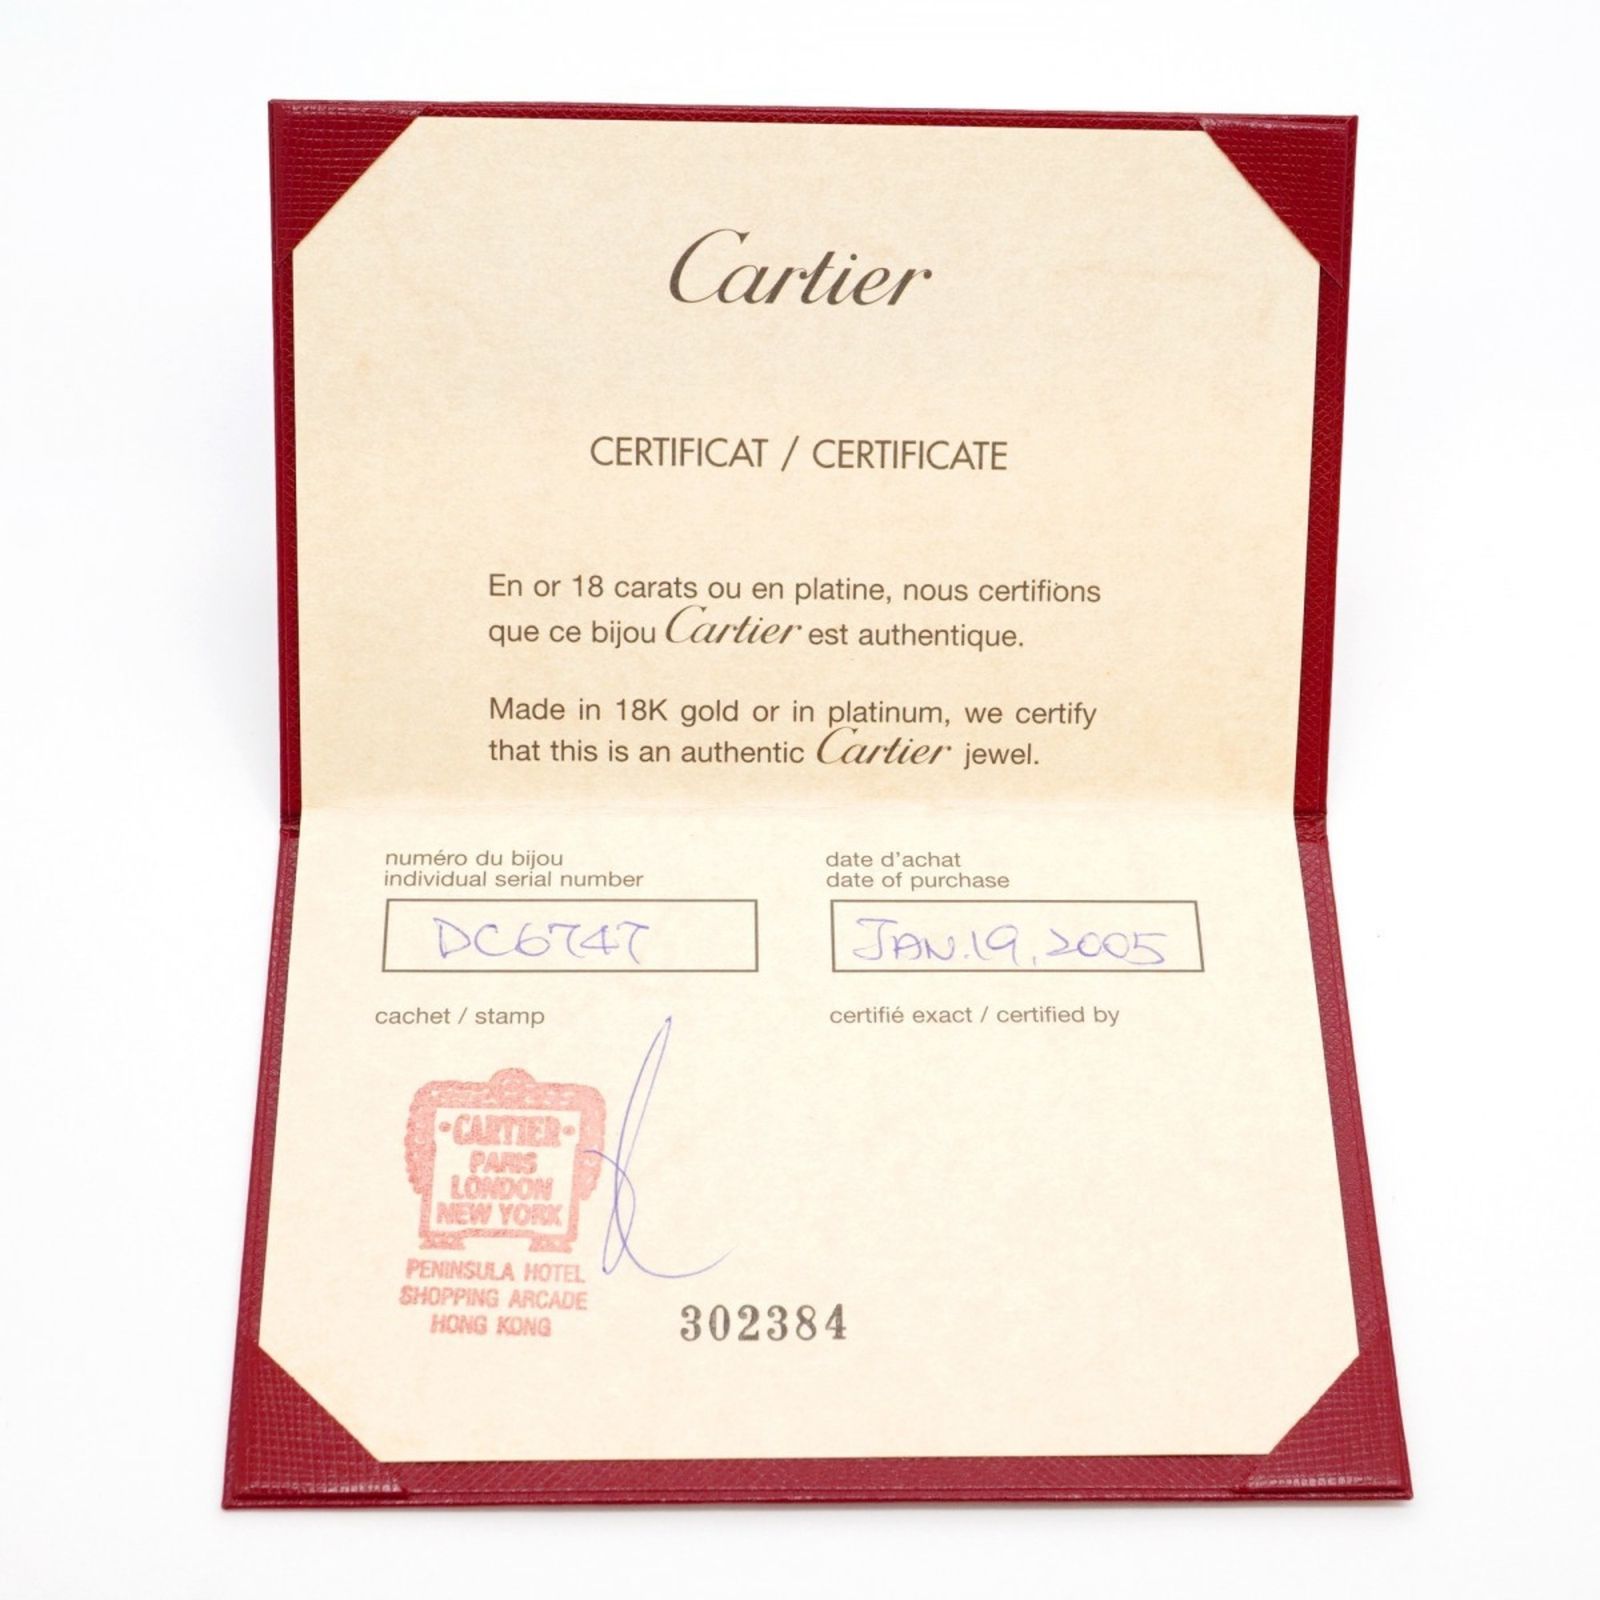 Cartier
CERTIFICAT / CERTIFICATE
En or 18 carats ou en platine, nous certifions
que ce bijou Cartier est authentique.
Made in 18K gold or in platinum, we certify
that this is an authentic Cartier jewel.
numéro du bijou
individual serial number
DC6747
date d'achat
date of purchase
JAN.19,2005
cachet / stamp
certifié exact / certified by
·CARTIER·
PARIS
LONDON
NEW YORK
PENINSULA HOTEL
SHOPPING ARCADE
HONG KONG
302384